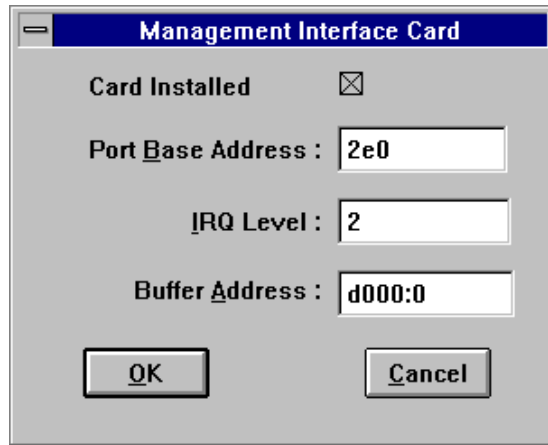 Management Interface Card
Card Installed
Port Base Address : 2e0
IRQ Level : 2
Buffer Address : d000:0
OK Cancel